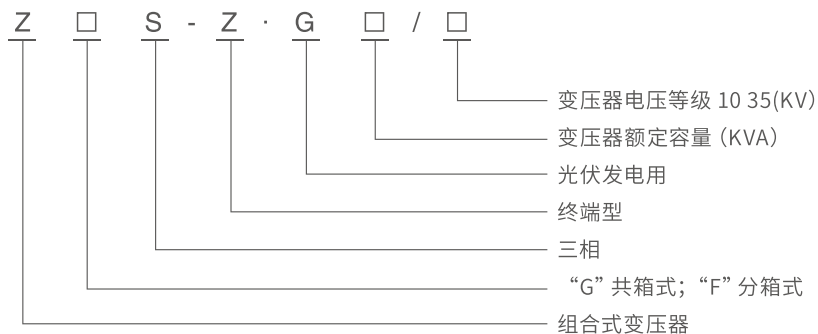 Z □ S - Z · G □ / □
变压器电压等级 10 35(KV)
变压器额定容量（KVA）
光伏发电用
终端型
三相
“G” 共箱式；“F” 分箱式
组合式变压器